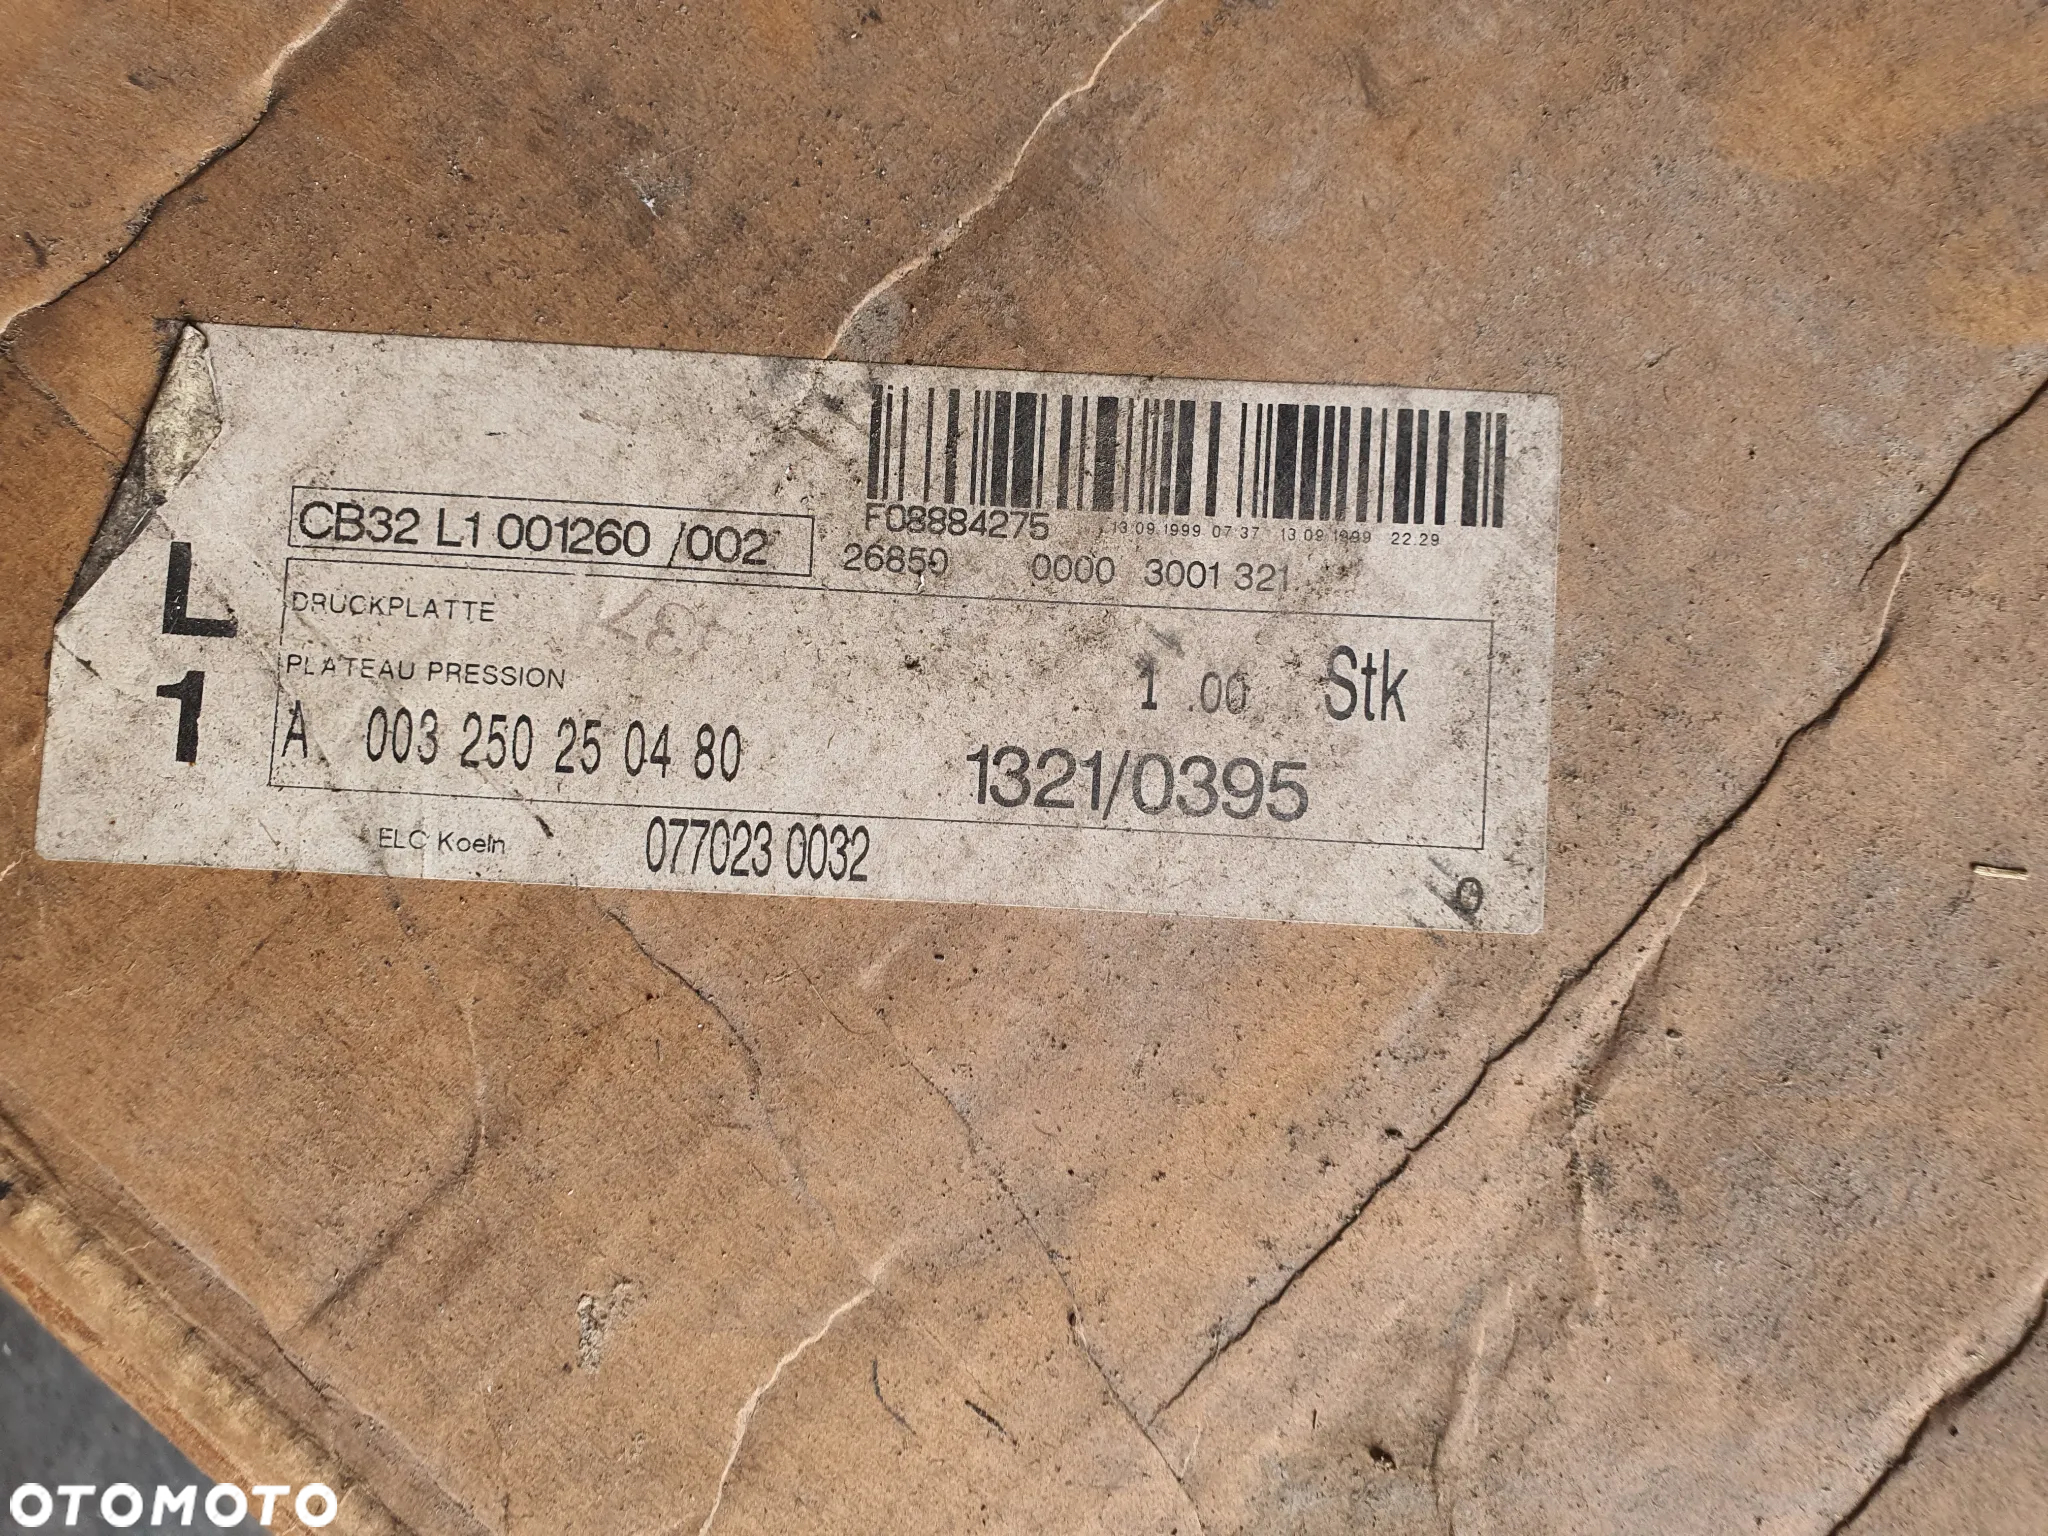 F08884275 13.09.1999 07 37 13 09 1999 22.29
CB32 L1 001260 /002
26850 0000 3001 321
L
1
DRUCKPLATTE
PLATEAU PRESSION
1 .00 Stk
A 003 250 25 04 80
1321/0395
ELC Koeln 077023 0032
0
OTOMOTO